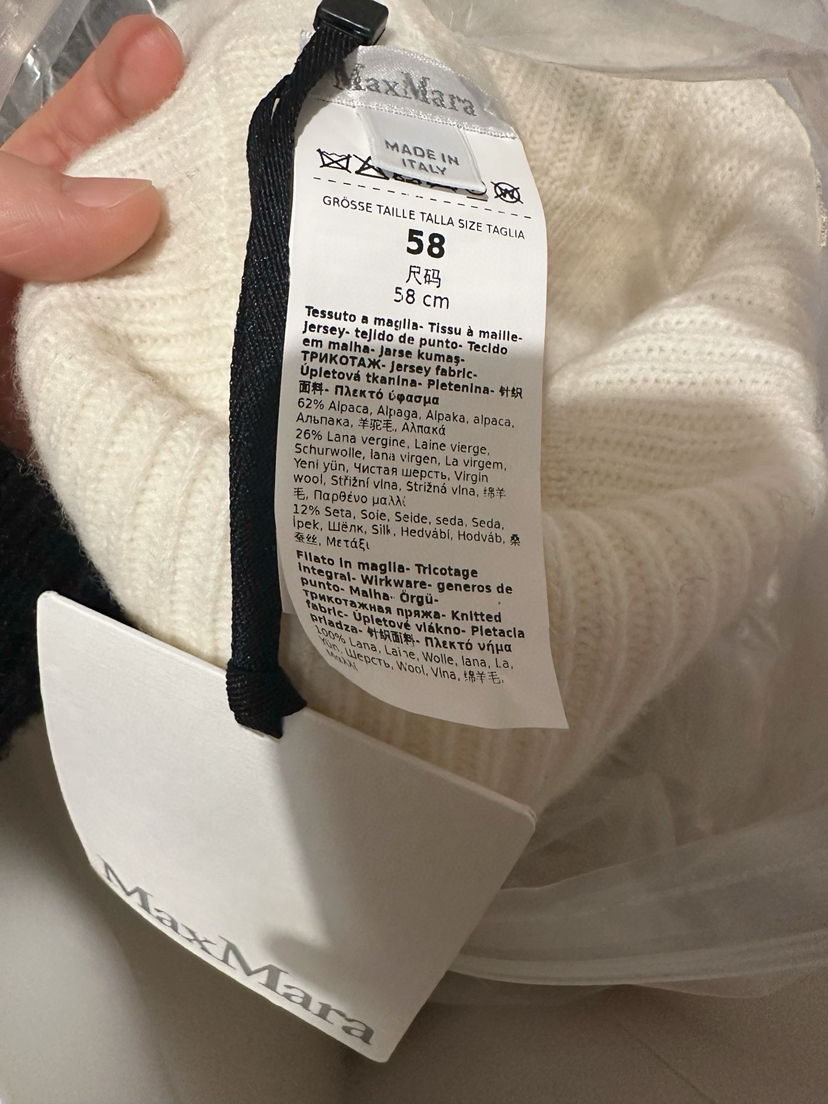 MaxMara
MADE IN
ITALY
GRÖSSE TAILLE TALLA SIZE TAGLIA
58
尺码
58 cm
Tessuto a maglia- Tissu à maille-
Jersey- tejido de punto- Tecido
em malha- Jarse kumaş-
ТРИКОТАЖ- Jersey fabric-
Úpletová tkanina- Pletenina- 针织
面料- Πλεκτό ύφασμα
62% Alpaca, Alpaga, Alpaka, alpaca,
Альпака, 羊驼毛, Αλπακά
26% Lana vergine, Laine vierge,
Schurwolle, lana virgen, La virgem,
Yeni yün, Чистая шерсть, Virgin
wool, Střižní vlna, Strižná vlna, 绵羊
毛, Παρθένο μαλλί
12% Seta, Soie, Seide, seda, Seda,
İpek, Шёлк, Silk, Hedvábí, Hodváb, 桑
蚕丝, Μετάξι
Filato in maglia- Tricotage
integral- Wirkware- generos de
punto- Malha- Örgü-
трикотажная пряжа- Knitted
fabric- Úpletové vlákno- Pletacia
priadza- 针织面料- Πλεκτό νήμα
100% Lana, Laine, Wolle, lana, La,
Yün, Шерсть, Wool, Vlna, 绵羊毛,
Μαλλί
MaxMara